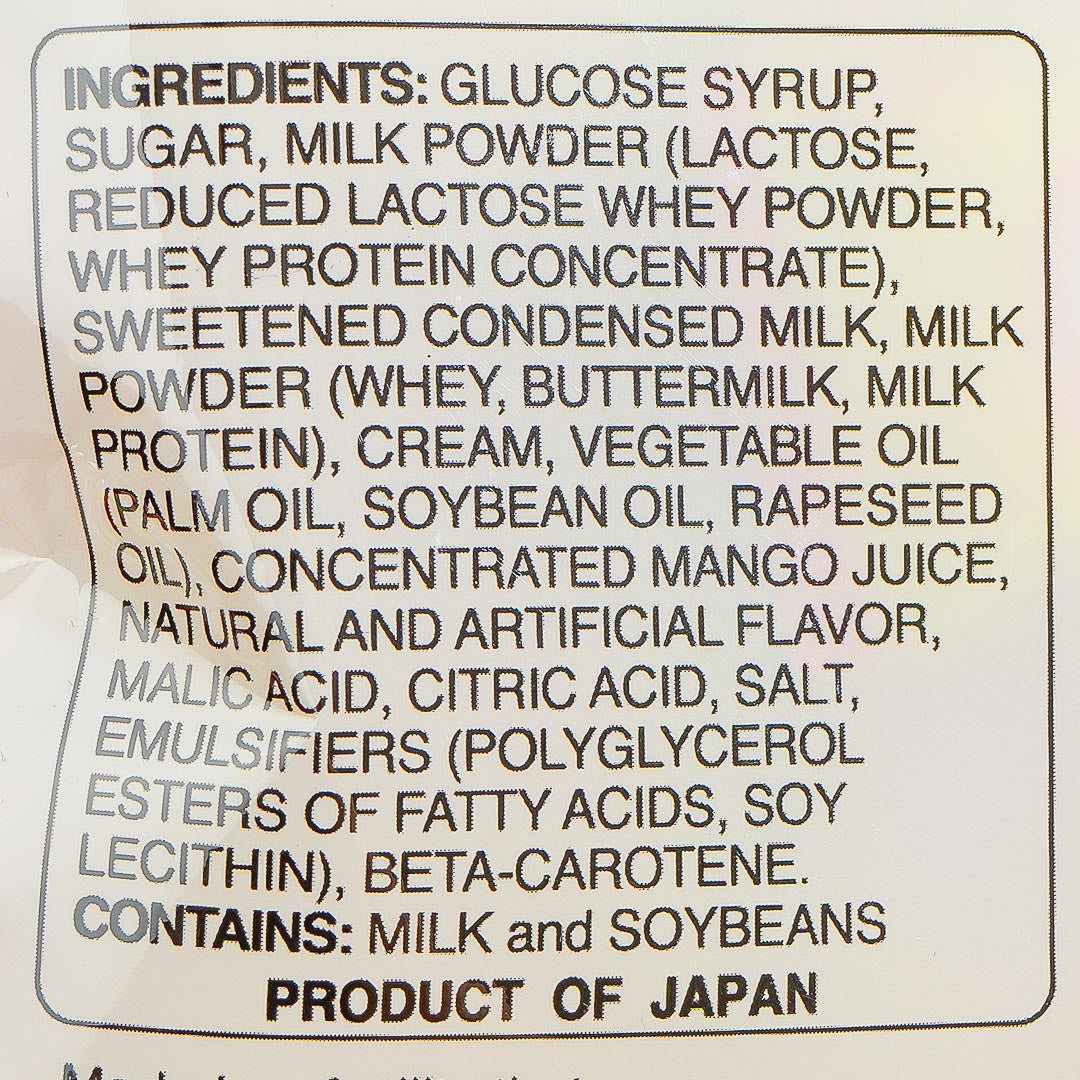 INGREDIENTS: GLUCOSE SYRUP,
SUGAR, MILK POWDER (LACTOSE,
REDUCED LACTOSE WHEY POWDER,
WHEY PROTEIN CONCENTRATE),
SWEETENED CONDENSED MILK, MILK
POWDER (WHEY, BUTTERMILK, MILK
PROTEIN), CREAM, VEGETABLE OIL
(PALM OIL, SOYBEAN OIL, RAPESEED
OIL), CONCENTRATED MANGO JUICE,
NATURAL AND ARTIFICIAL FLAVOR,
MALIC ACID, CITRIC ACID, SALT,
EMULSIFIERS (POLYGLYCEROL
ESTERS OF FATTY ACIDS, SOY
LECITHIN), BETA-CAROTENE.
CONTAINS: MILK and SOYBEANS
PRODUCT OF JAPAN